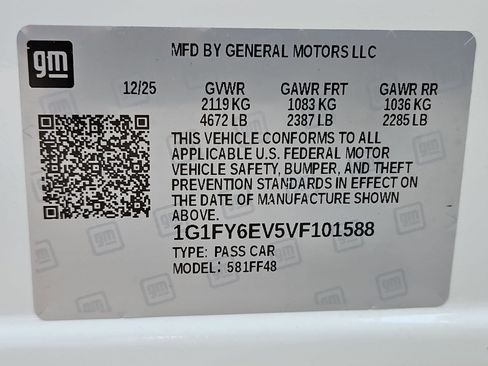 gm
MFD BY GENERAL MOTORS LLC
12/25 GVWR GAWR FRT GAWR RR
2119 KG 1083 KG 1036 KG
4672 LB 2387 LB 2285 LB
THIS VEHICLE CONFORMS TO ALL
APPLICABLE U.S. FEDERAL MOTOR
VEHICLE SAFETY, BUMPER, AND THEFT
PREVENTION STANDARDS IN EFFECT ON
THE DATE OF MANUFACTURE SHOWN
ABOVE.
1G1FY6EV5VF101588
TYPE: PASS CAR
MODEL: 581FF48